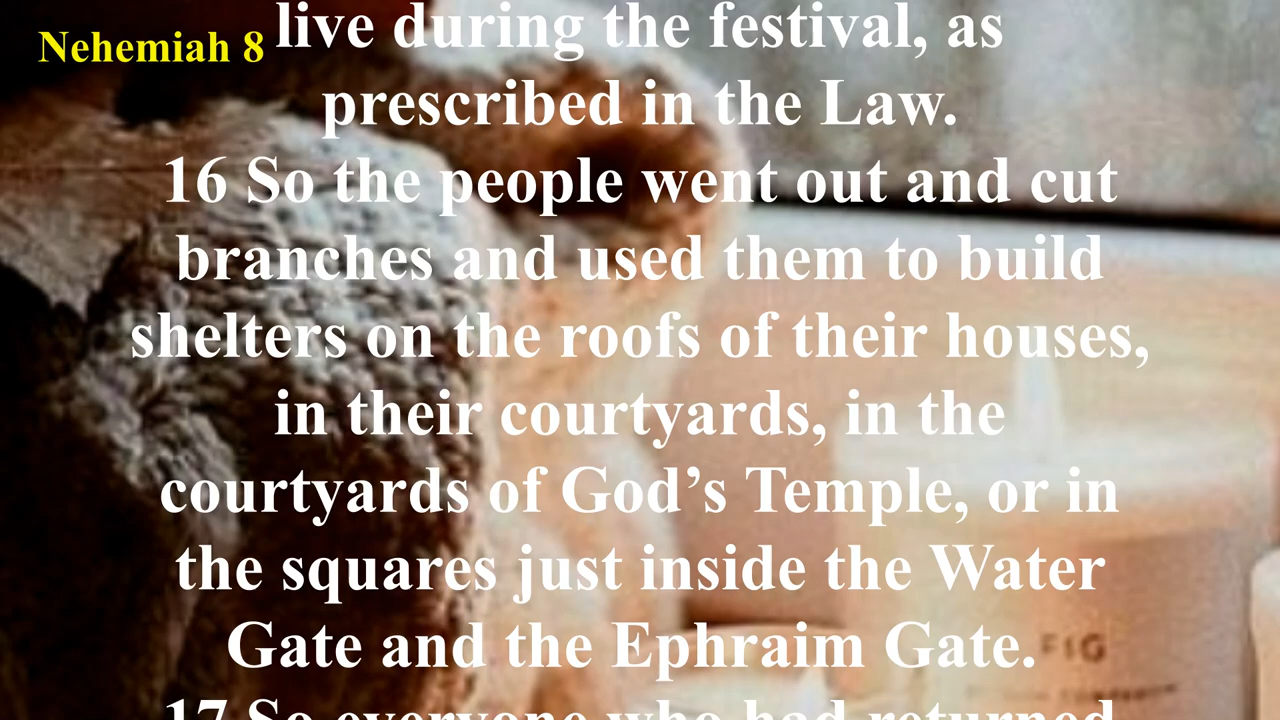 Nehemiah 8
live during the festival, as
prescribed in the Law.
16 So the people went out and cut
branches and used them to build
shelters on the roofs of their houses,
in their courtyards, in the
courtyards of God’s Temple, or in
the squares just inside the Water
Gate and the Ephraim Gate.
17 So everyone who had returned
FIG